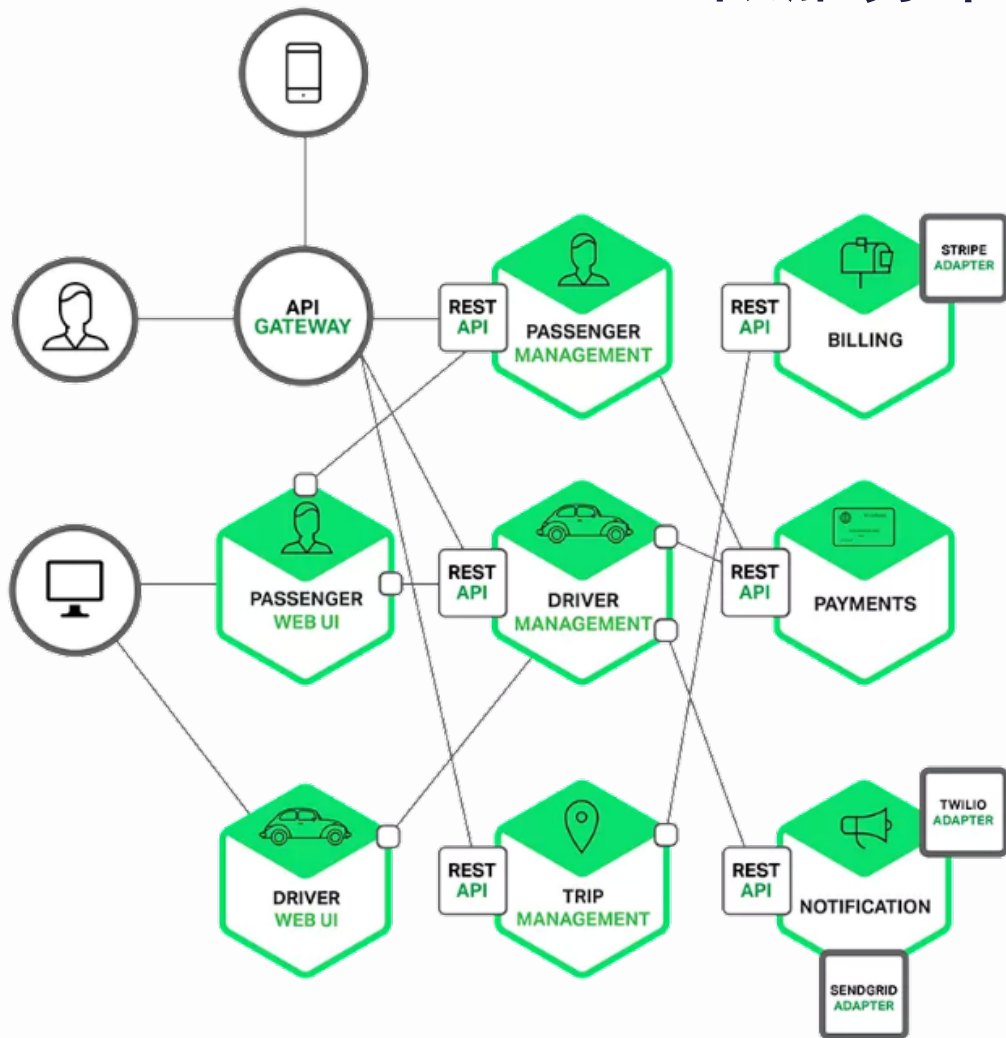 REST
API
PASSENGER
MANAGEMENT
REST
API
BILLING
STRIPE
ADAPTER
API
GATEWAY
PASSENGER
WEB UI
REST
API
DRIVER
MANAGEMENT
REST
API
PAYMENTS
DRIVER
WEB UI
REST
API
TRIP
MANAGEMENT
REST
API
NOTIFICATION
TWILIO
ADAPTER
SENDGRID
ADAPTER